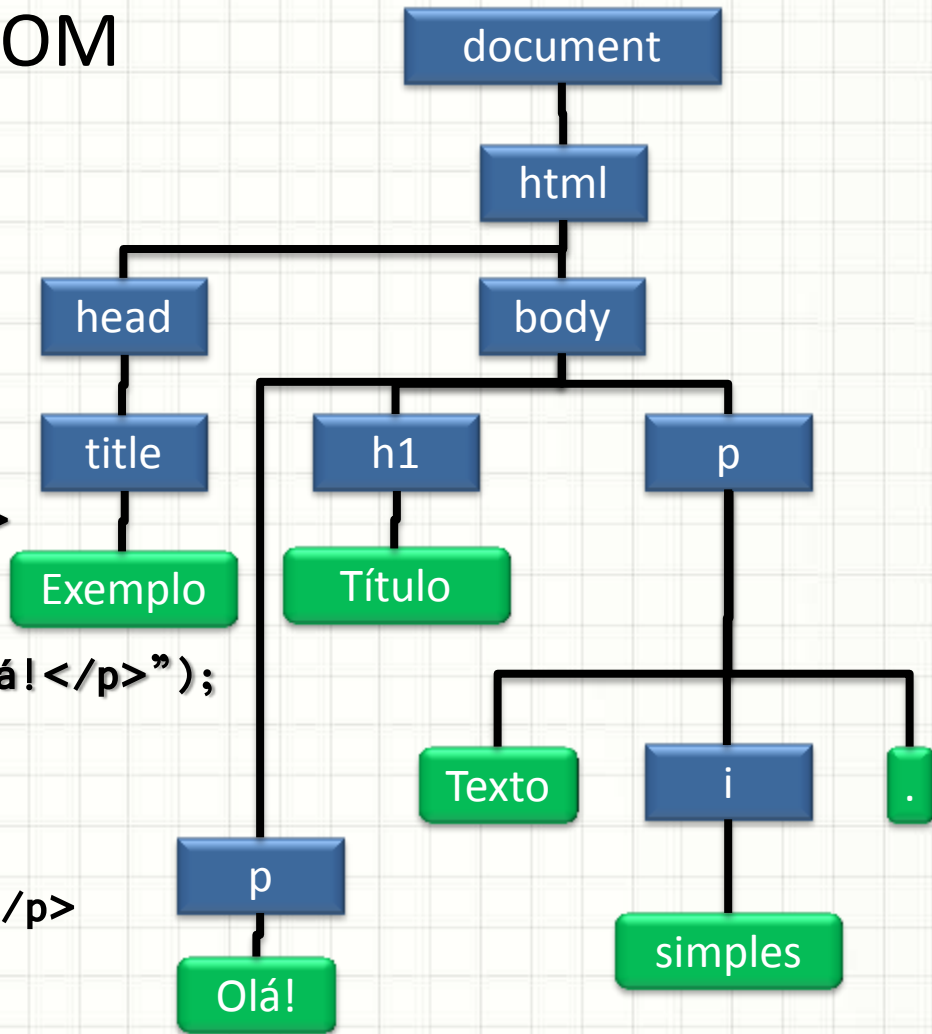 OM
document
html
head
body
title
h1
p
>
Exemplo
Título
á!</p>”);
Texto
i
.
p
/p>
simples
Olá!